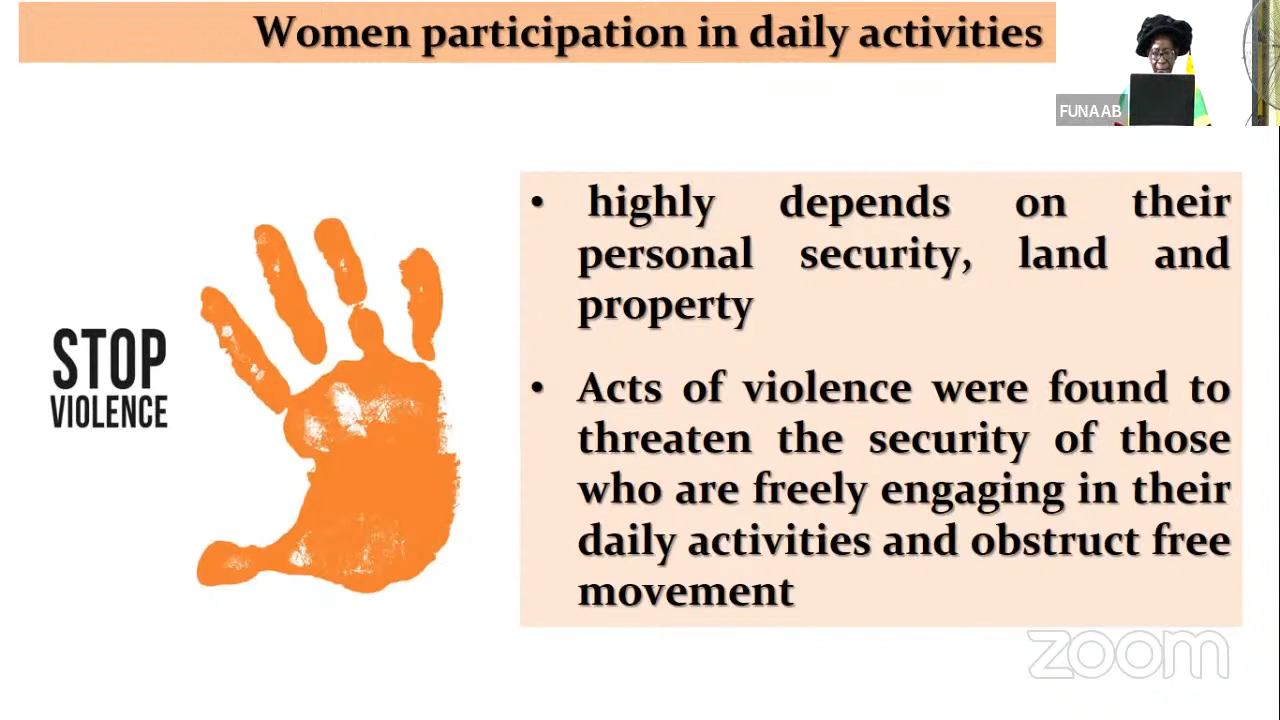 Women participation in daily activities
FUNAAB
• highly depends on their
personal security, land and
property
• Acts of violence were found to
threaten the security of those
who are freely engaging in their
daily activities and obstruct free
movement
STOP
VIOLENCE
zoom